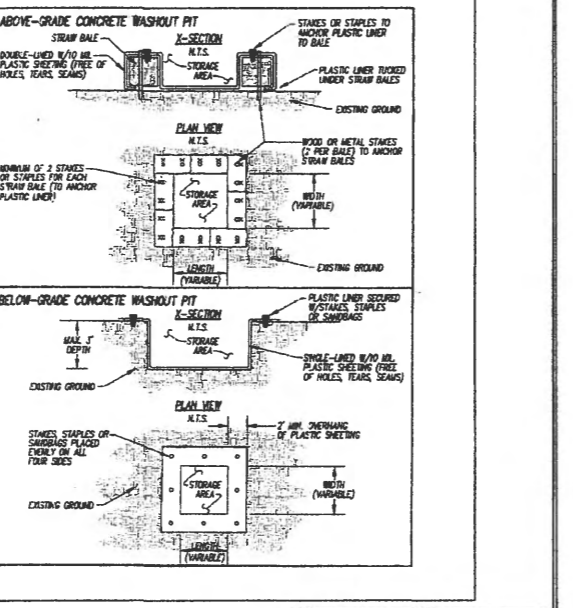 ABOVE-GRADE CONCRETE WASHOUT PIT
STRAW BALE
X-SECTION
N.T.S.
STORAGE
AREA
DOUBLE-LINED W/10 MIL
PLASTIC SHEETING (FREE OF
HOLES, TEARS, SEAMS)
STAKES OR STAPLES TO
ANCHOR PLASTIC LINER
TO BALE
PLASTIC LINER TUCKED
UNDER STRAW BALES
EXISTING GROUND
PLAN VIEW
N.T.S.
WOOD OR METAL STAKES
(2 PER BALE) TO ANCHOR
STRAW BALES
MINIMUM OF 2 STAKES
OR STAPLES FOR EACH
STRAW BALE (TO ANCHOR
PLASTIC LINER)
STORAGE
AREA
WIDTH
(VARIABLE)
LENGTH
(VARIABLE)
EXISTING GROUND
BELOW-GRADE CONCRETE WASHOUT PIT
X-SECTION
N.T.S.
STORAGE
AREA
PLASTIC LINER SECURED
W/STAKES, STAPLES
OR SANDBAGS
MAX. 3'
DEPTH
SINGLE-LINED W/10 MIL
PLASTIC SHEETING (FREE
OF HOLES, TEARS, SEAMS)
EXISTING GROUND
PLAN VIEW
N.T.S.
2' MIN. OVERHANG
OF PLASTIC SHEETING
STAKES, STAPLES OR
SANDBAGS PLACED
EVENLY ON ALL
FOUR SIDES
STORAGE
AREA
WIDTH
(VARIABLE)
EXISTING GROUND
LENGTH
(VARIABLE)